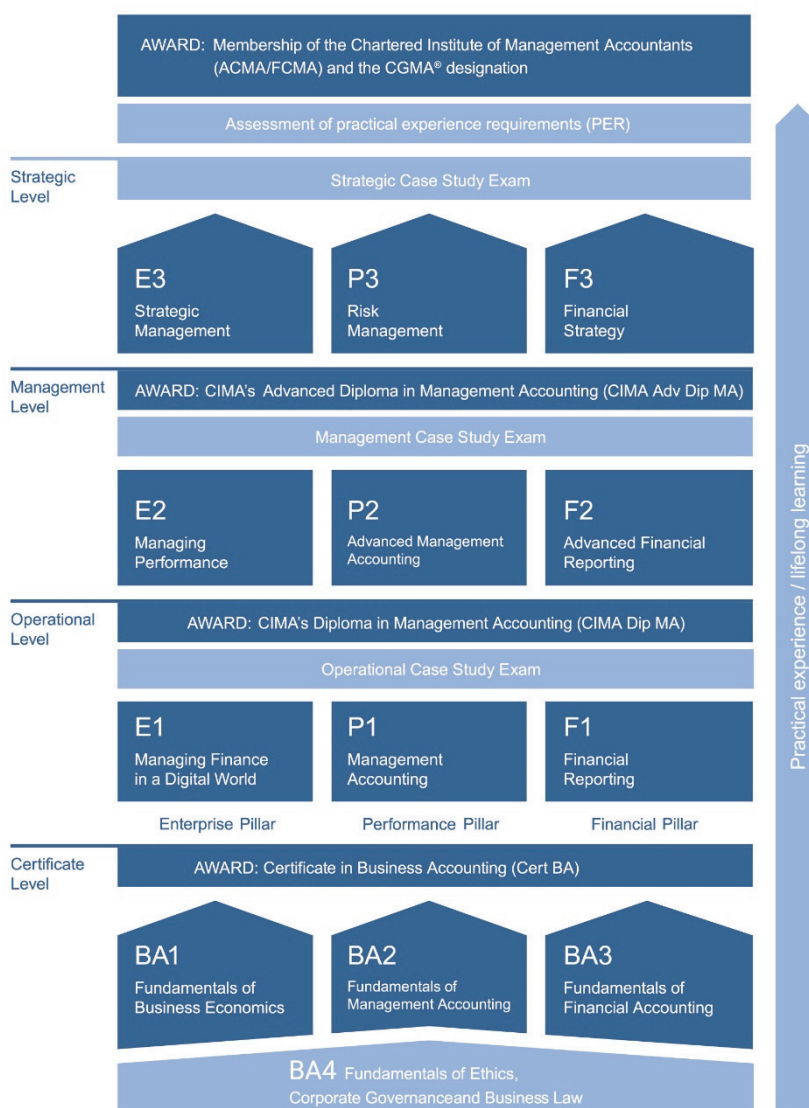 AWARD: Membership of the Chartered Institute of Management Accountants
(ACMA/FCMA) and the CGMA® designation
Assessment of practical experience requirements (PER)
Strategic
Level
Strategic Case Study Exam
E3
Strategic
Management
P3
Risk
Management
F3
Financial
Strategy
Management
Level
AWARD: CIMA's Advanced Diploma in Management Accounting (CIMA Adv Dip MA)
Management Case Study Exam
E2
Managing
Performance
P2
Advanced Management
Accounting
F2
Advanced Financial
Reporting
Operational
Level
AWARD: CIMA's Diploma in Management Accounting (CIMA Dip MA)
Operational Case Study Exam
E1
Managing Finance
in a Digital World
P1
Management
Accounting
F1
Financial
Reporting
Enterprise Pillar
Performance Pillar
Financial Pillar
Certificate
Level
AWARD: Certificate in Business Accounting (Cert BA)
BA1
Fundamentals of
Business Economics
BA2
Fundamentals of
Management Accounting
BA3
Fundamentals of
Financial Accounting
BA4 Fundamentals of Ethics,
Corporate Governanceand Business Law
Practical experience / lifelong learning